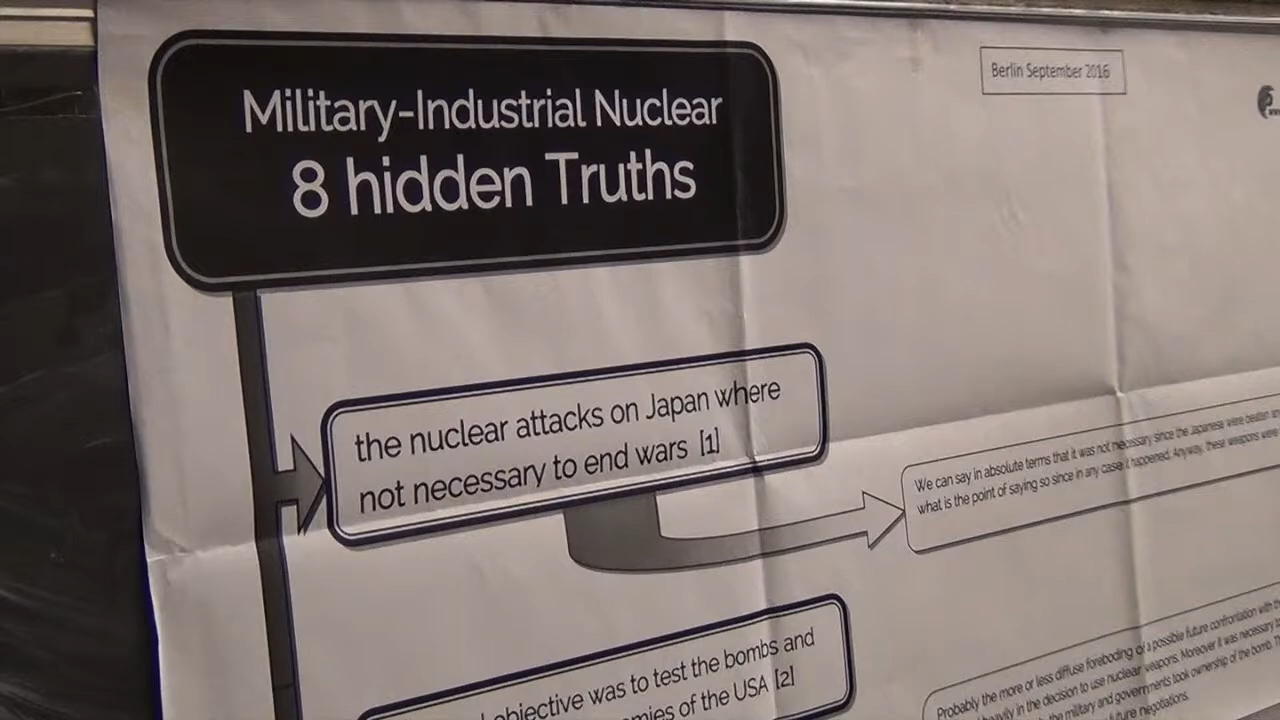 Military-Industrial Nuclear
8 hidden Truths
Berlin September 2016
the nuclear attacks on Japan where
not necessary to end wars [1]
We can say in absolute terms that it was not necessary since the Japanese were beaten
what is the point of saying so since in any case it happened. Anyway, these weapons were
objective was to test the bombs and
of the USA [2]
Probably the more or less diffuse foreboding of a possible future confrontation with
heavily in the decision to use nuclear weapons. Moreover it was necessary
the military and governments took ownership of the bomb.
future negotiations.